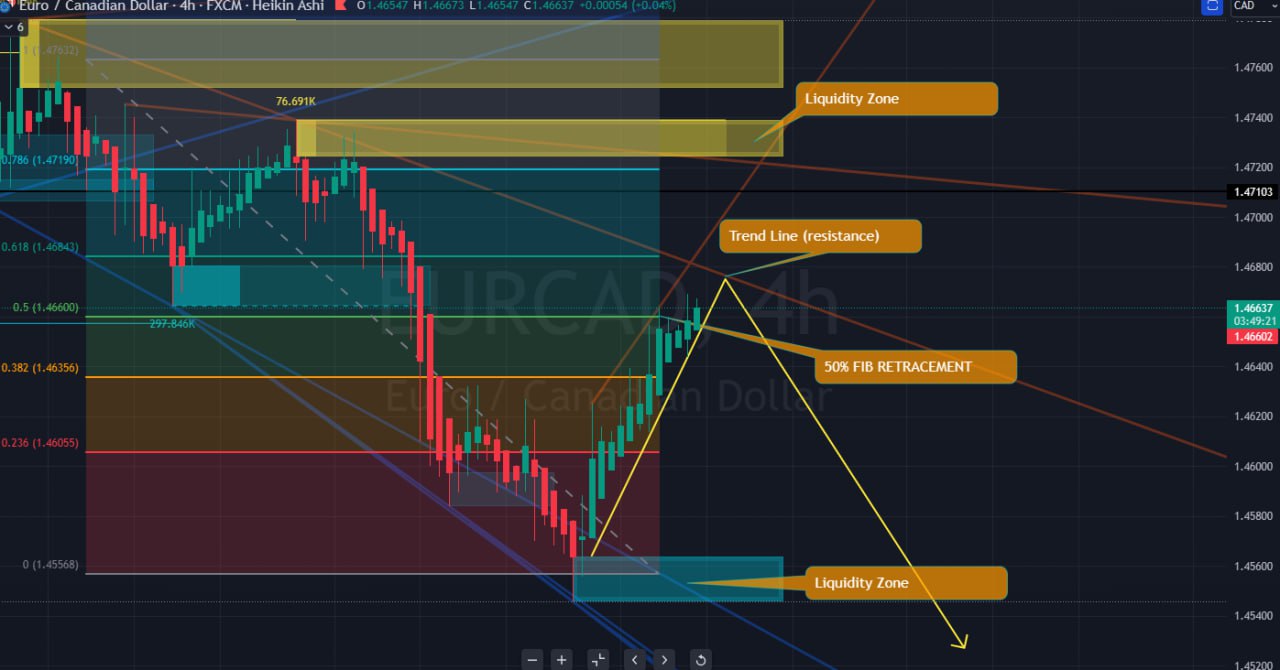 Euro / Canadian Dollar · 4h · FXCM · Heikin Ashi O1.46547 H1.46673 L1.46547 C1.46637 +0.00054 (+0.04%) CAD
6
1 (1.47632)
1.47600
Liquidity Zone
76.691K
1.47400
0.786 (1.47190)
1.47200
1.47103
1.47000
Trend Line (resistance)
0.618 (1.46843)
1.46800
EURCAD, 4h
0.5 (1.46600)
1.46637
297.846K
03:49:21
1.46602
0.382 (1.46356)
50% FIB RETRACEMENT
1.46400
Euro / Canadian Dollar
1.46200
0.236 (1.46055)
1.46000
1.45800
0 (1.45568)
1.45600
Liquidity Zone
1.45400
1.45200